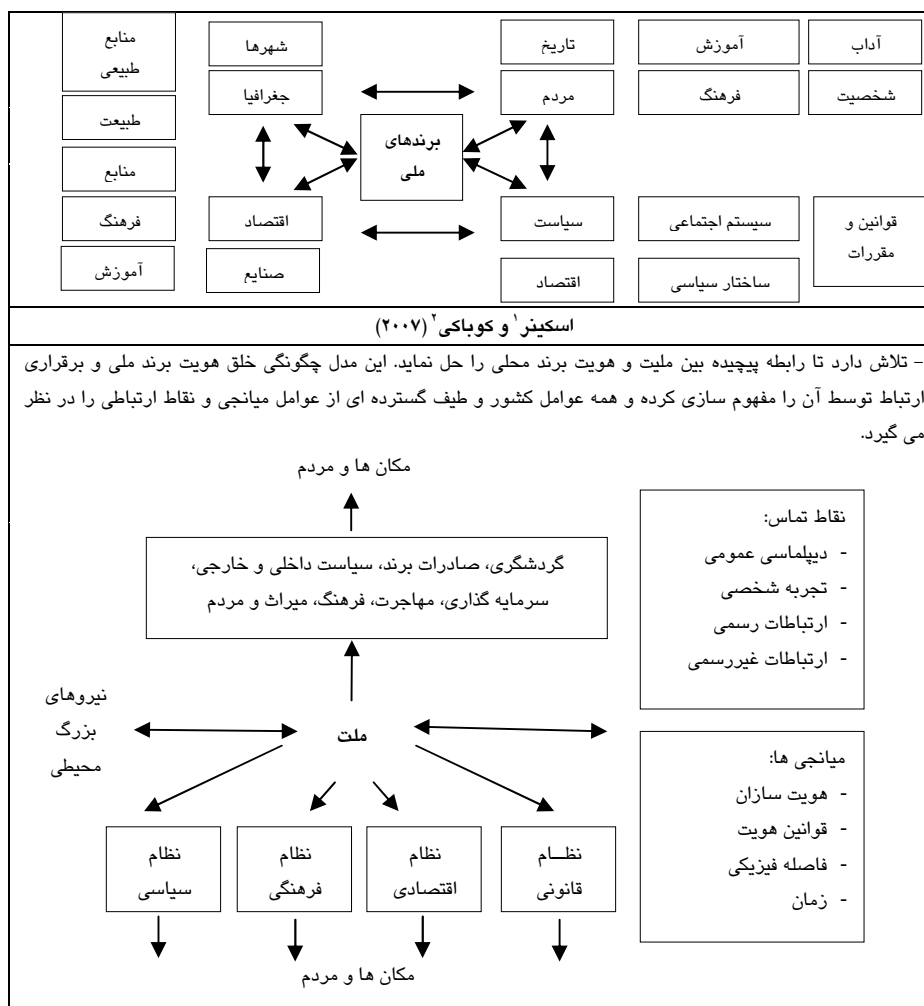 آداب
آموزش
تاریخ
شهرها
منابع
طبیعی
شخصیت
فرهنگ
مردم
جغرافیا
طبیعت
برندهای
ملی
منابع
قوانین و
مقررات
سیستم اجتماعی
سیاست
اقتصاد
فرهنگ
ساختار سیاسی
اقتصاد
صنایع
آموزش
اسکینر۱ و کوباکی۲ (۲۰۰۷)
- تلاش دارد تا رابطه پیچیده بین ملیت و هویت برند محلی را حل نماید. این مدل چگونگی خلق هویت برند ملی و برقراری
ارتباط توسط آن را مفهوم سازی کرده و همه عوامل کشور و طیف گسترده ای از عوامل میانجی و نقاط ارتباطی را در نظر
می گیرد.
مکان ها و مردم
نقاط تماس:
- دیپلماسی عمومی
- تجربه شخصی
- ارتباطات رسمی
- ارتباطات غیررسمی
گردشگری، صادرات برند، سیاست داخلی و خارجی،
سرمایه گذاری، مهاجرت، فرهنگ، میراث و مردم
نیروهای
بزرگ
محیطی
ملت
میانجی ها:
- هویت سازان
- قوانین هویت
- فاصله فیزیکی
- زمان
نظــام
قانونی
نظام
اقتصادی
نظام
فرهنگی
نظام
سیاسی
مکان ها و مردم